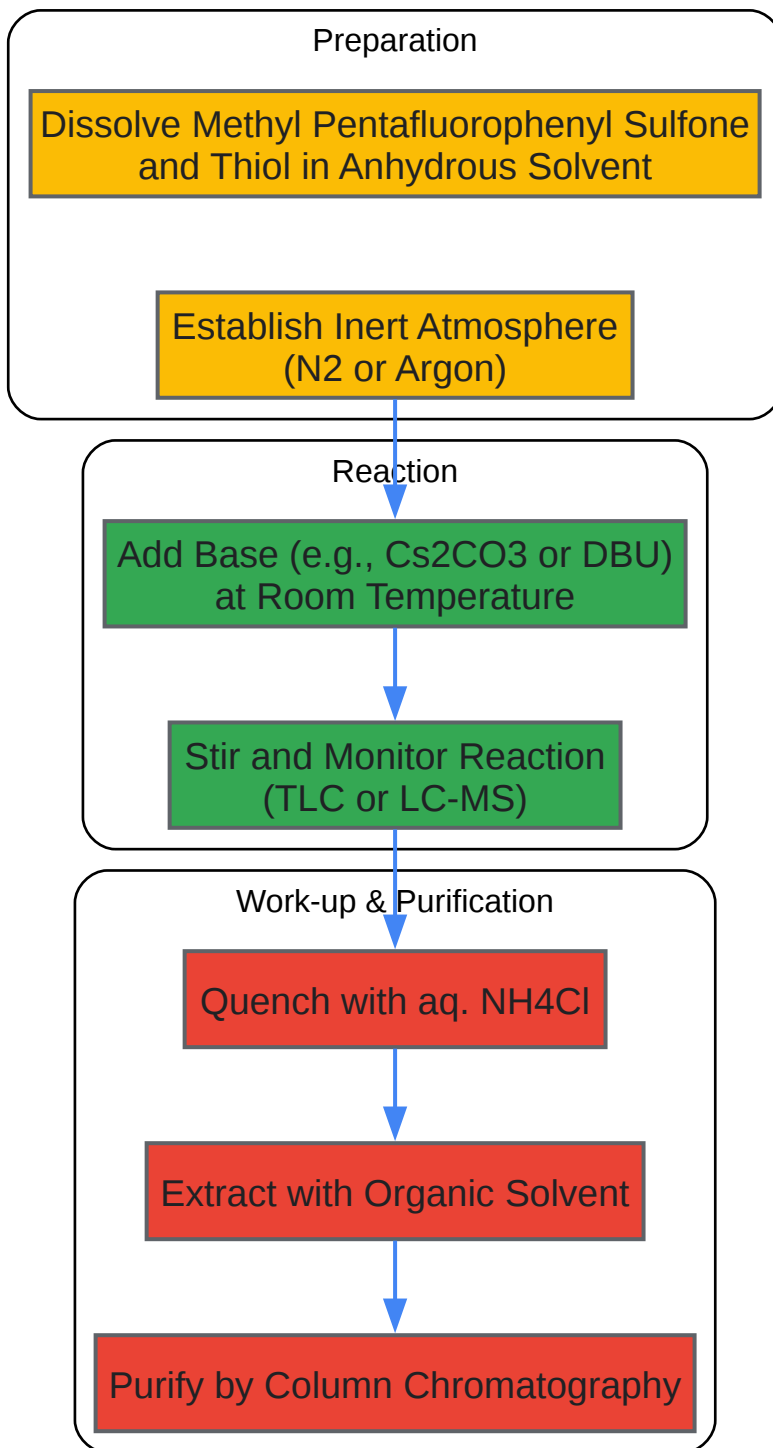 Preparation
Dissolve Methyl Pentafluorophenyl Sulfone
and Thiol in Anhydrous Solvent
Establish Inert Atmosphere
(N2 or Argon)
Reaction
Add Base (e.g., Cs2CO3 or DBU)
at Room Temperature
Stir and Monitor Reaction
(TLC or LC-MS)
Work-up & Purification
Quench with aq. NH4Cl
Extract with Organic Solvent
Purify by Column Chromatography